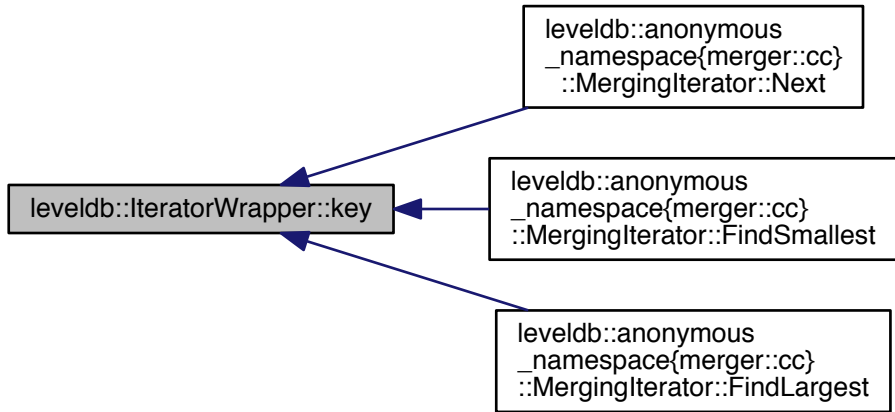 leveldb::anonymous
_namespace{merger::cc}
::MergingIterator::Next
leveldb::IteratorWrapper::key
leveldb::anonymous
_namespace{merger::cc}
::MergingIterator::FindSmallest
leveldb::anonymous
_namespace{merger::cc}
::MergingIterator::FindLargest